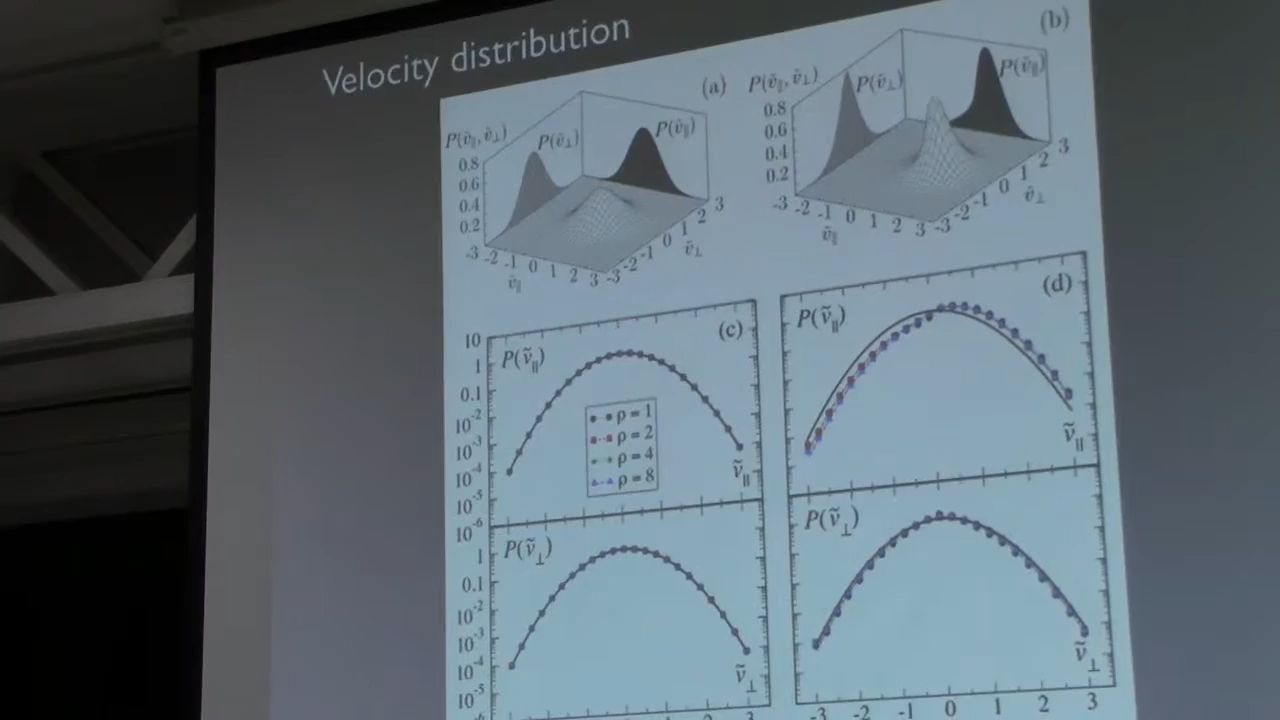 Velocity distribution
(a)
P(ṽ∥, ṽ⊥)
P(ṽ⊥)
P(ṽ∥)
0.8
0.6
0.4
0.2
-3 -2 -1 0 1 2 3
ṽ∥
-3 -2 -1 0 1 2 3
ṽ⊥
(b)
P(ṽ∥, ṽ⊥)
P(ṽ⊥)
P(ṽ∥)
0.8
0.6
0.4
0.2
-3 -2 -1 0 1 2 3
ṽ∥
-3 -2 -1 0 1 2 3
ṽ⊥
(c)
P(ṽ∥)
10
1
0.1
10⁻²
10⁻³
10⁻⁴
10⁻⁵
10⁻⁶
ρ = 1
ρ = 2
ρ = 4
ρ = 8
ṽ∥
P(ṽ⊥)
1
0.1
10⁻²
10⁻³
10⁻⁴
10⁻⁵
ṽ⊥
(d)
P(ṽ∥)
ṽ∥
P(ṽ⊥)
ṽ⊥
-3 -2 -1 0 1 2 3